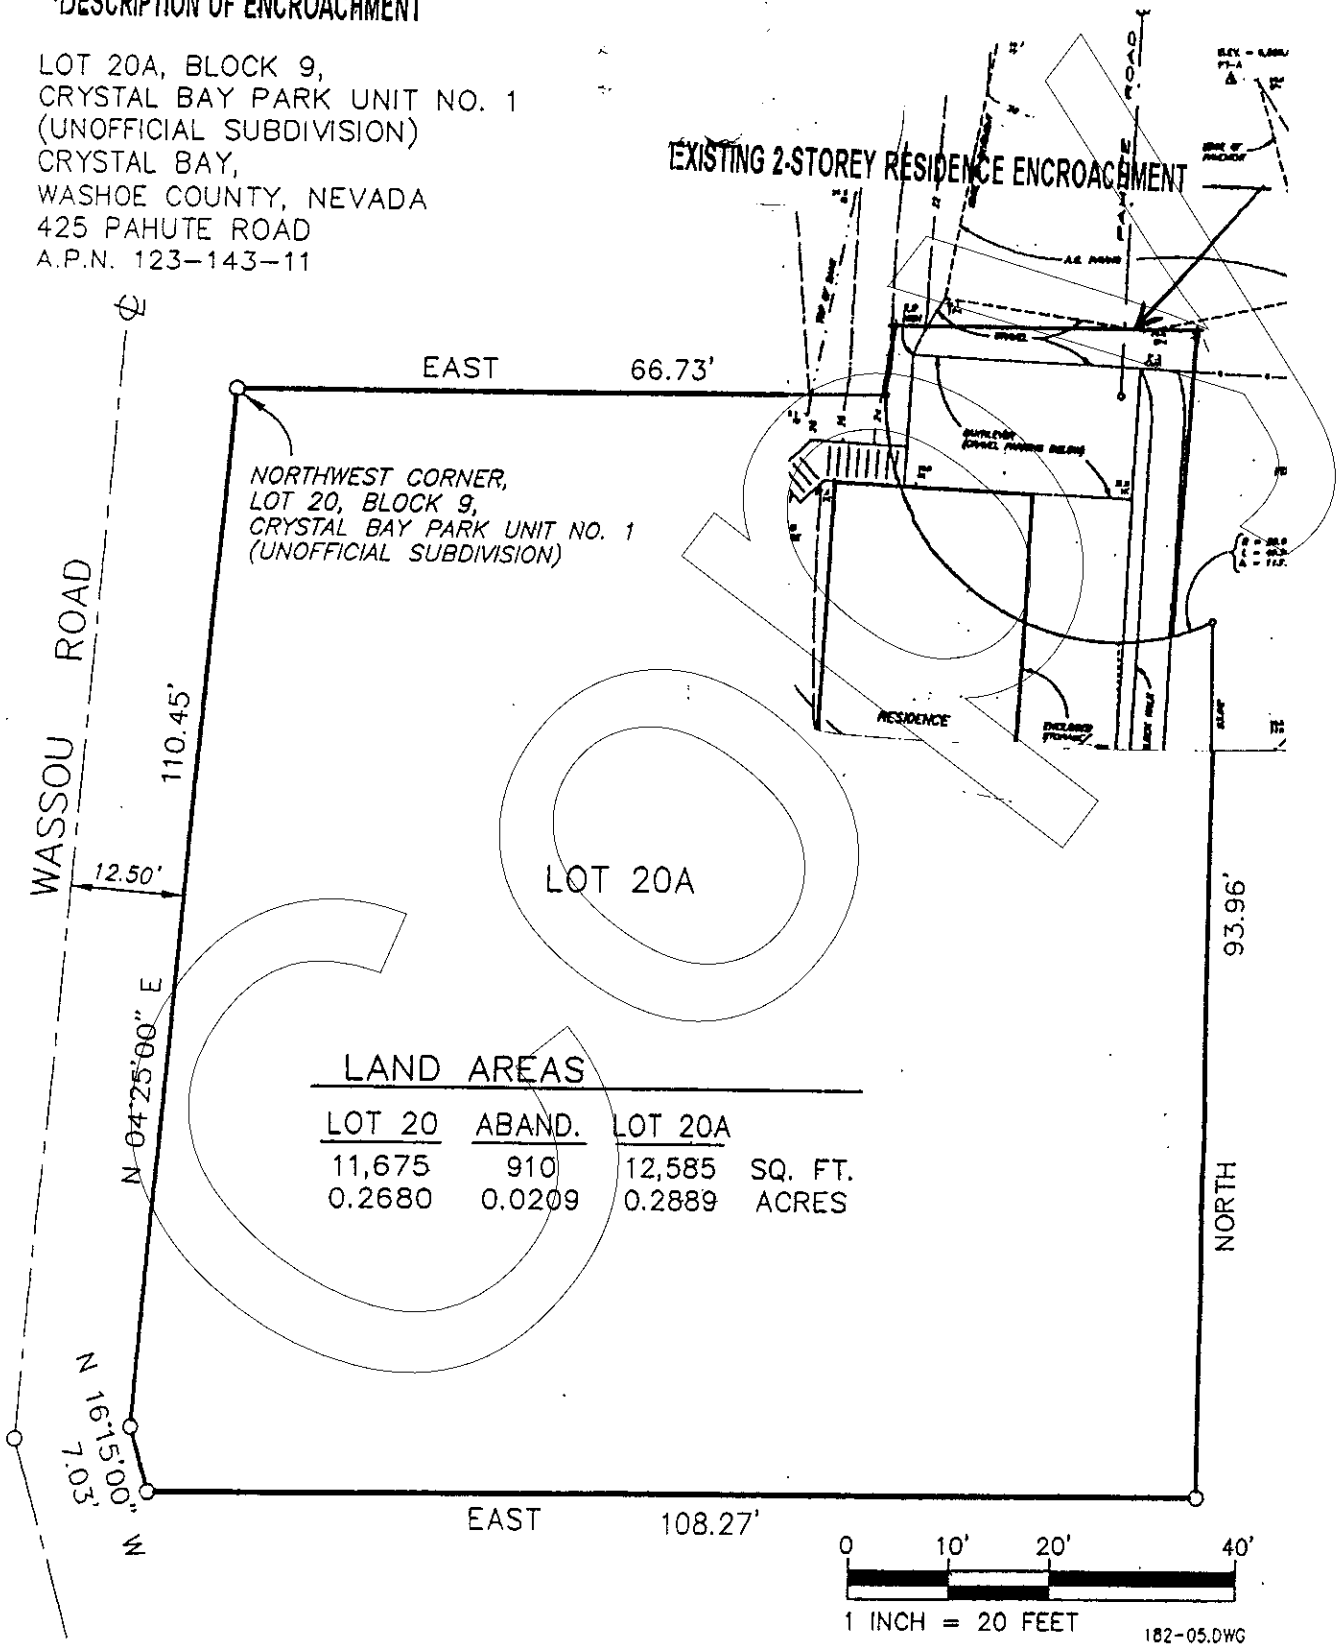 DESCRIPTION OF ENCROACHMENT
LOT 20A, BLOCK 9,
CRYSTAL BAY PARK UNIT NO. 1
(UNOFFICIAL SUBDIVISION)
CRYSTAL BAY,
WASHOE COUNTY, NEVADA
425 PAHUTE ROAD
A.P.N. 123-143-11
EXISTING 2-STOREY RESIDENCE ENCROACHMENT
ROAD
EAST 66.73'
NORTHWEST CORNER,
LOT 20, BLOCK 9,
CRYSTAL BAY PARK UNIT NO. 1
(UNOFFICIAL SUBDIVISION)
WASSOU ROAD
110.45'
12.50'
N 04°25'00" E
RESIDENCE
LOT 20A
93.96'
NORTH
LAND AREAS
LOT 20 ABAND. LOT 20A
11,675 910 12,585 SQ. FT.
0.2680 0.0209 0.2889 ACRES
N 16°15'00" W
7.03'
EAST 108.27'
0 10' 20' 40'
1 INCH = 20 FEET
182-05.DWG
Copy